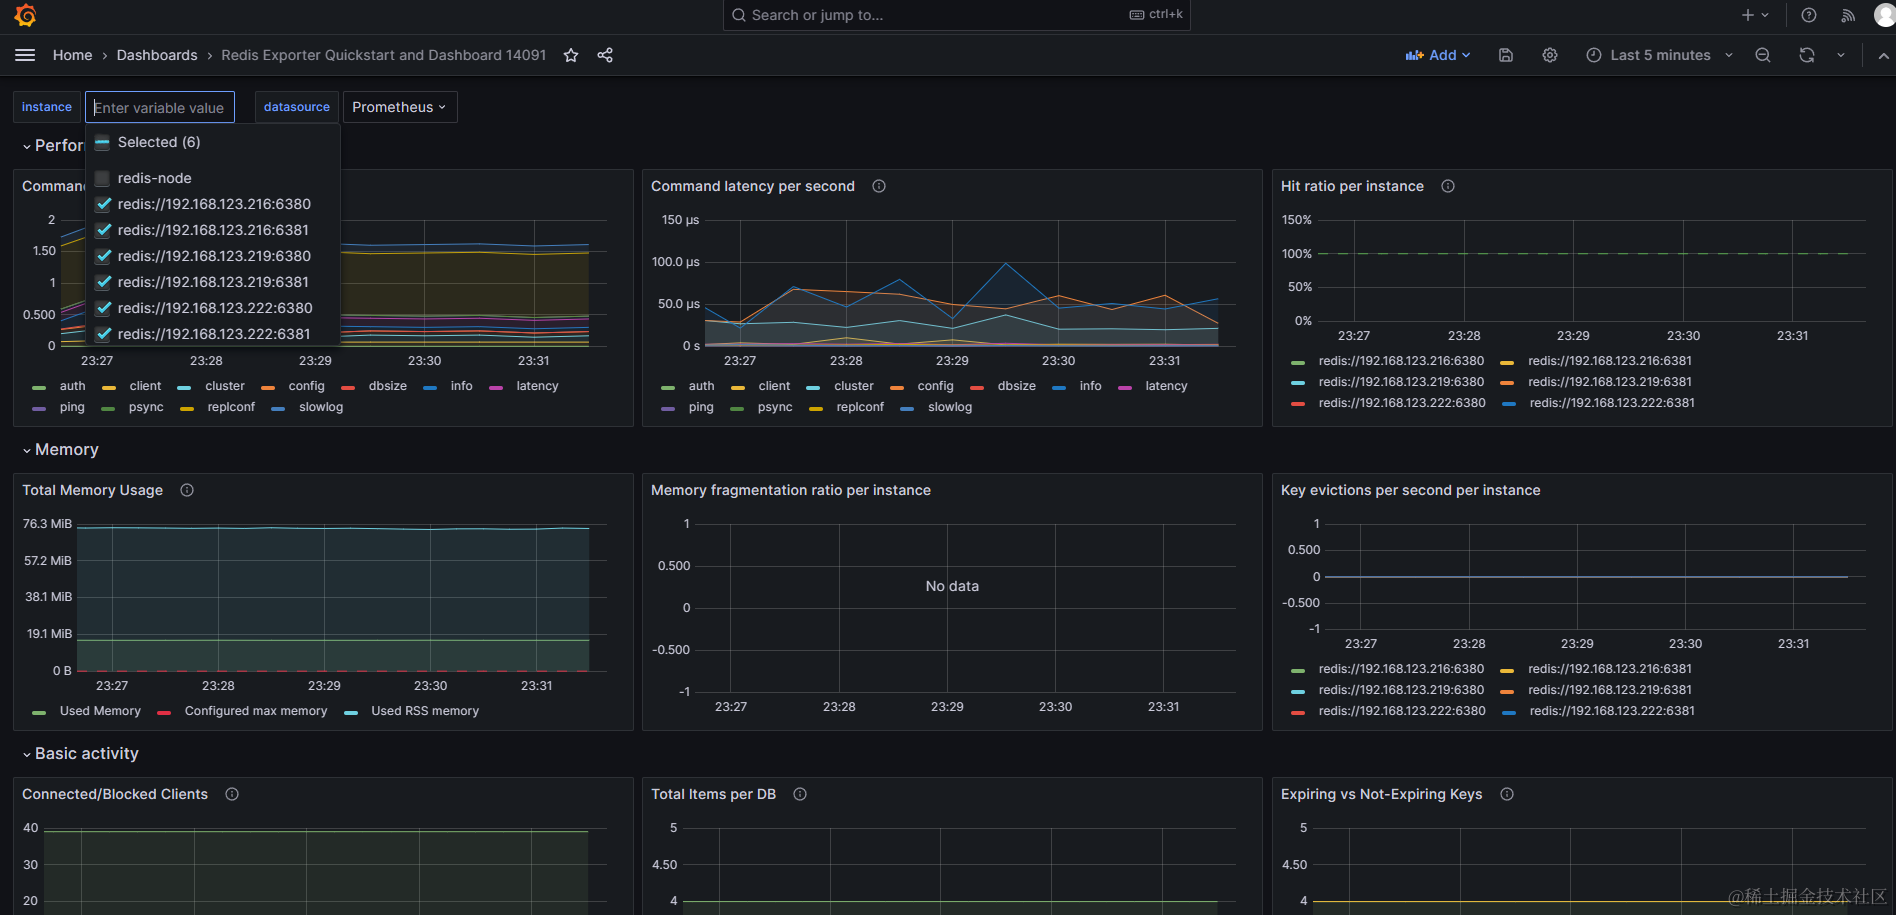 Search or jump to... ctrl+k
Home › Dashboards › Redis Exporter Quickstart and Dashboard 14091 Add Last 5 minutes
instance Enter variable value datasource Prometheus
Selected (6)
redis-node
redis://192.168.123.216:6380
redis://192.168.123.216:6381
redis://192.168.123.219:6380
redis://192.168.123.219:6381
redis://192.168.123.222:6380
redis://192.168.123.222:6381
2
1.50
1
0.500
0
23:27 23:28 23:29 23:30 23:31
auth client cluster config dbsize info latency
ping psync replconf slowlog
Command latency per second
150 µs
100.0 µs
50.0 µs
0 s
23:27 23:28 23:29 23:30 23:31
auth client cluster config dbsize info latency
ping psync replconf slowlog
Hit ratio per instance
150%
100%
50%
0%
23:27 23:28 23:29 23:30 23:31
redis://192.168.123.216:6380 redis://192.168.123.216:6381
redis://192.168.123.219:6380 redis://192.168.123.219:6381
redis://192.168.123.222:6380 redis://192.168.123.222:6381
Memory
Total Memory Usage
76.3 MiB
57.2 MiB
38.1 MiB
19.1 MiB
0 B
23:27 23:28 23:29 23:30 23:31
Used Memory Configured max memory Used RSS memory
Memory fragmentation ratio per instance
1
0.500
0
-0.500
-1
No data
23:27 23:28 23:29 23:30 23:31
Key evictions per second per instance
1
0.500
0
-0.500
-1
23:27 23:28 23:29 23:30 23:31
redis://192.168.123.216:6380 redis://192.168.123.216:6381
redis://192.168.123.219:6380 redis://192.168.123.219:6381
redis://192.168.123.222:6380 redis://192.168.123.222:6381
Basic activity
Connected/Blocked Clients
40
30
20
Total Items per DB
5
4.50
4
Expiring vs Not-Expiring Keys
5
4.50
4
@稀土掘金技术社区